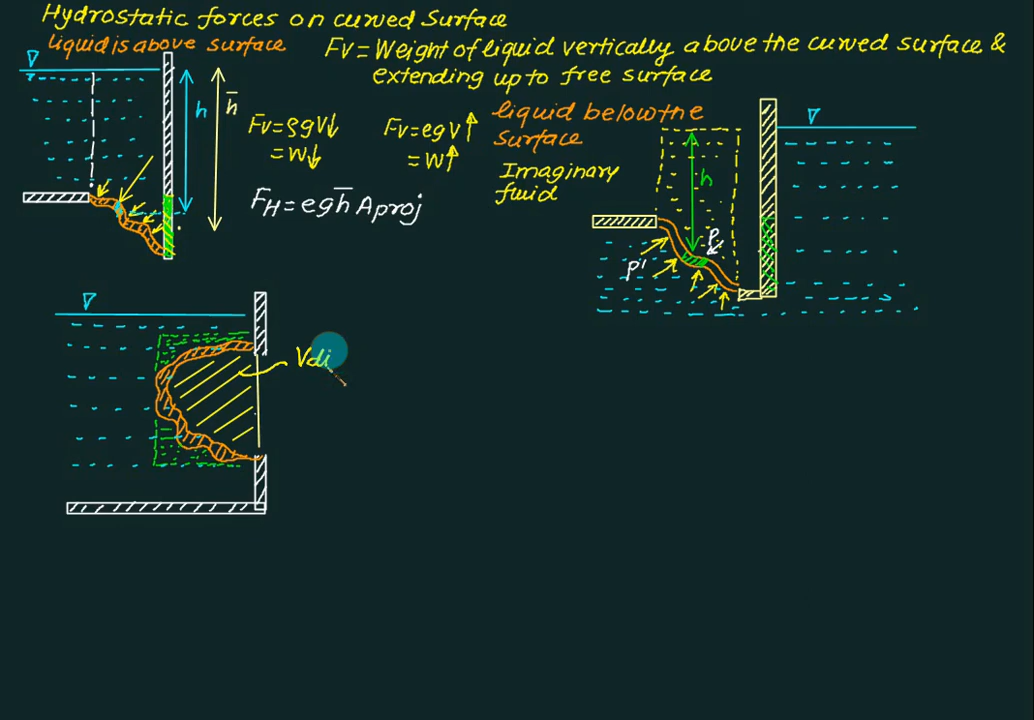 Hydrostatic forces on curved Surface
liquid is above surface
Fv = Weight of liquid vertically above the curved surface &
extending up to free surface
h
h̄
Fv = ρgV↓
= W↓
Fv = ρgV↑
= W↑
liquid below the
surface
Imaginary
fluid
FH = ρgh̄ Aproj
h
P
P'
Vdi